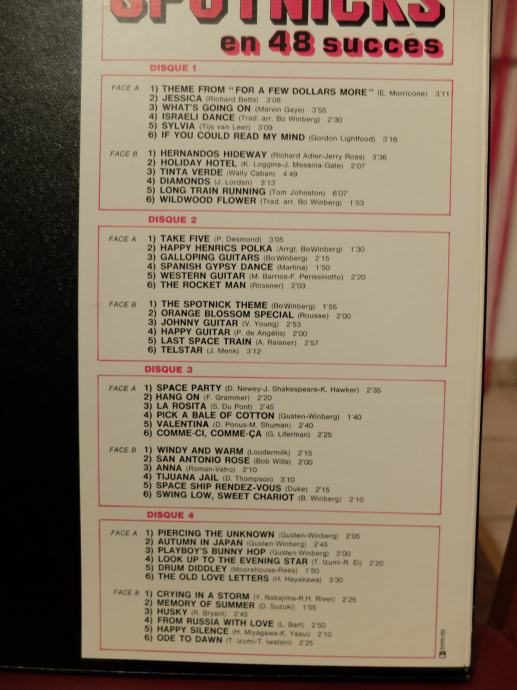 SPOTNICKS
en 48 succès
DISQUE 1
FACE A 1) THEME FROM "FOR A FEW DOLLARS MORE" (E. Morricone) 3'11
2) JESSICA (Richard Betts) 3'08
3) WHAT'S GOING ON (Marvin Gaye) 3'55
4) ISRAELI DANCE (Trad. arr. Bo Winberg) 2'30
5) SYLVIA (Tijs van Leer) 3'09
6) IF YOU COULD READ MY MIND (Gordon Lightfood) 3'16
FACE B 1) HERNANDOS HIDEWAY (Richard Adler-Jerry Ross) 3'36
2) HOLIDAY HOTEL (K. Loggins-J. Messina-Gate) 2'07
3) TINTA VERDE (Wally Caban) 4'49
4) DIAMONDS (J. Lordan) 3'13
5) LONG TRAIN RUNNING (Tom Johnston) 6'07
6) WILDWOOD FLOWER (Trad. arr. Bo Winberg) 1'53
DISQUE 2
FACE A 1) TAKE FIVE (P. Desmond) 3'05
2) HAPPY HENRICS POLKA (Arrgt. BoWinberg) 1'30
3) GALLOPING GUITARS (BoWinberg) 2'15
4) SPANISH GYPSY DANCE (Martina) 1'50
5) WESTERN GUITAR (M. Barrios-F. Perissinotto) 2'20
6) THE ROCKET MAN (Rossner) 2'03
FACE B 1) THE SPOTNICK THEME (BoWinberg) 1'55
2) ORANGE BLOSSOM SPECIAL (Rousse) 2'00
3) JOHNNY GUITAR (V. Young) 2'53
4) HAPPY GUITAR (P. de Angélis) 2'00
5) LAST SPACE TRAIN (A. Raisner) 2'57
6) TELSTAR (J. Menk) 3'12
DISQUE 3
FACE A 1) SPACE PARTY (D. Newey-J. Shakespeare-K. Hawker) 2'35
2) HANG ON (F. Grammer) 2'20
3) LA ROSITA (S. Du Pont) 2'45
4) PICK A BALE OF COTTON (Gusten-Winberg) 1'40
5) VALENTINA (D. Ponus-M. Shuman) 2'40
6) COMME-CI, COMME-ÇA (G. Liferman) 2'25
FACE B 1) WINDY AND WARM (Loudermilk) 2'15
2) SAN ANTONIO ROSE (Bob Wills) 2'00
3) ANNA (Roman-Vatro) 2'10
4) TIJUANA JAIL (D. Thompson) 3'10
5) SPACE SHIP RENDEZ-VOUS (Duke) 2'15
6) SWING LOW, SWEET CHARIOT (B. Winberg) 2'10
DISQUE 4
FACE A 1) PIERCING THE UNKNOWN (Gusten-Winberg) 2'05
2) AUTUMN IN JAPAN (Gusten-Winberg) 2'45
3) PLAYBOY'S BUNNY HOP (Gusten-Winberg) 2'00
4) LOOK UP TO THE EVENING STAR (T. Izumi-R. Ei) 2'20
5) DRUM DIDDLEY (Moorehouse-Rees) 1'50
6) THE OLD LOVE LETTERS (H. Hayakawa) 3'30
FACE B 1) CRYING IN A STORM (Y. Nakajima-R.H. River) 2'25
2) MEMORY OF SUMMER (D. Suzuki) 1'55
3) HUSKY (R. Bryant) 2'45
4) FROM RUSSIA WITH LOVE (L. Bart) 2'50
5) HAPPY SILENCE (H. Miyagawa-K. Yasui) 2'10
6) ODE TO DAWN (T. Izumi-T. Iwatani) 2'25